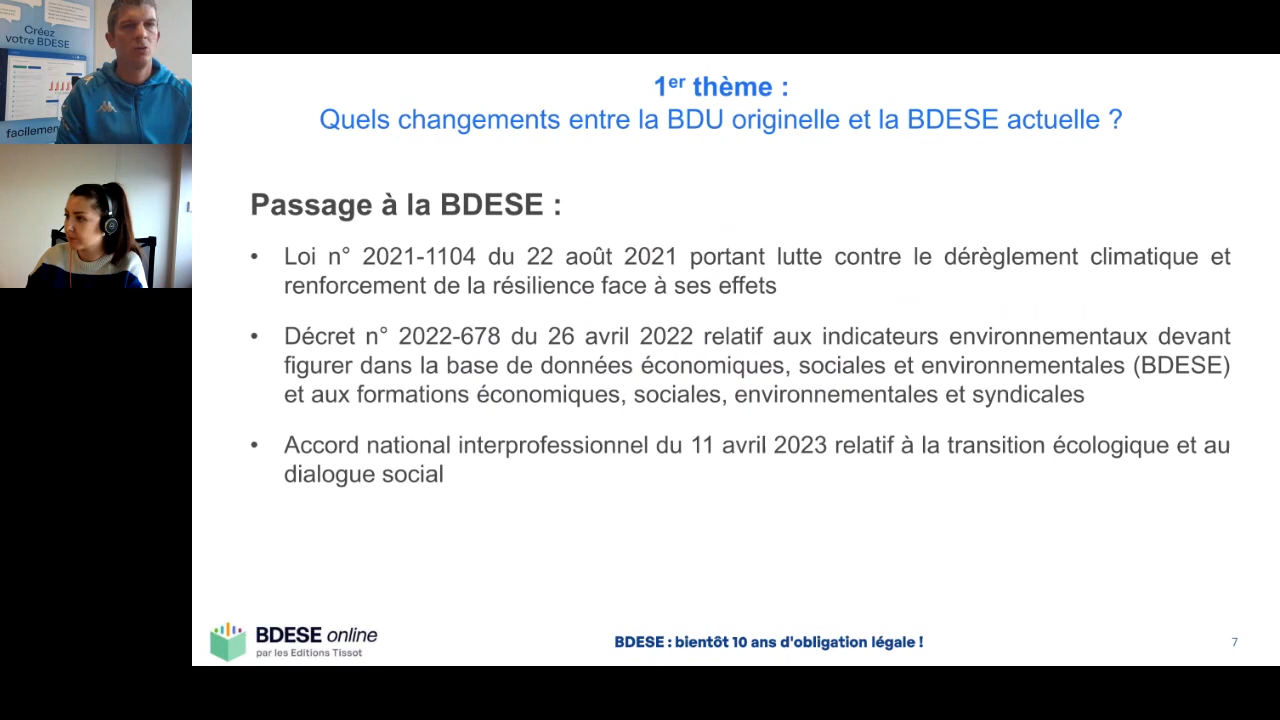 Créez
votre BDESE
facilemen
1er thème :
Quels changements entre la BDU originelle et la BDESE actuelle ?
Passage à la BDESE :
• Loi n° 2021-1104 du 22 août 2021 portant lutte contre le dérèglement climatique et
renforcement de la résilience face à ses effets
• Décret n° 2022-678 du 26 avril 2022 relatif aux indicateurs environnementaux devant
figurer dans la base de données économiques, sociales et environnementales (BDESE)
et aux formations économiques, sociales, environnementales et syndicales
• Accord national interprofessionnel du 11 avril 2023 relatif à la transition écologique et au
dialogue social
BDESE online
par les Editions Tissot
BDESE : bientôt 10 ans d'obligation légale !
7